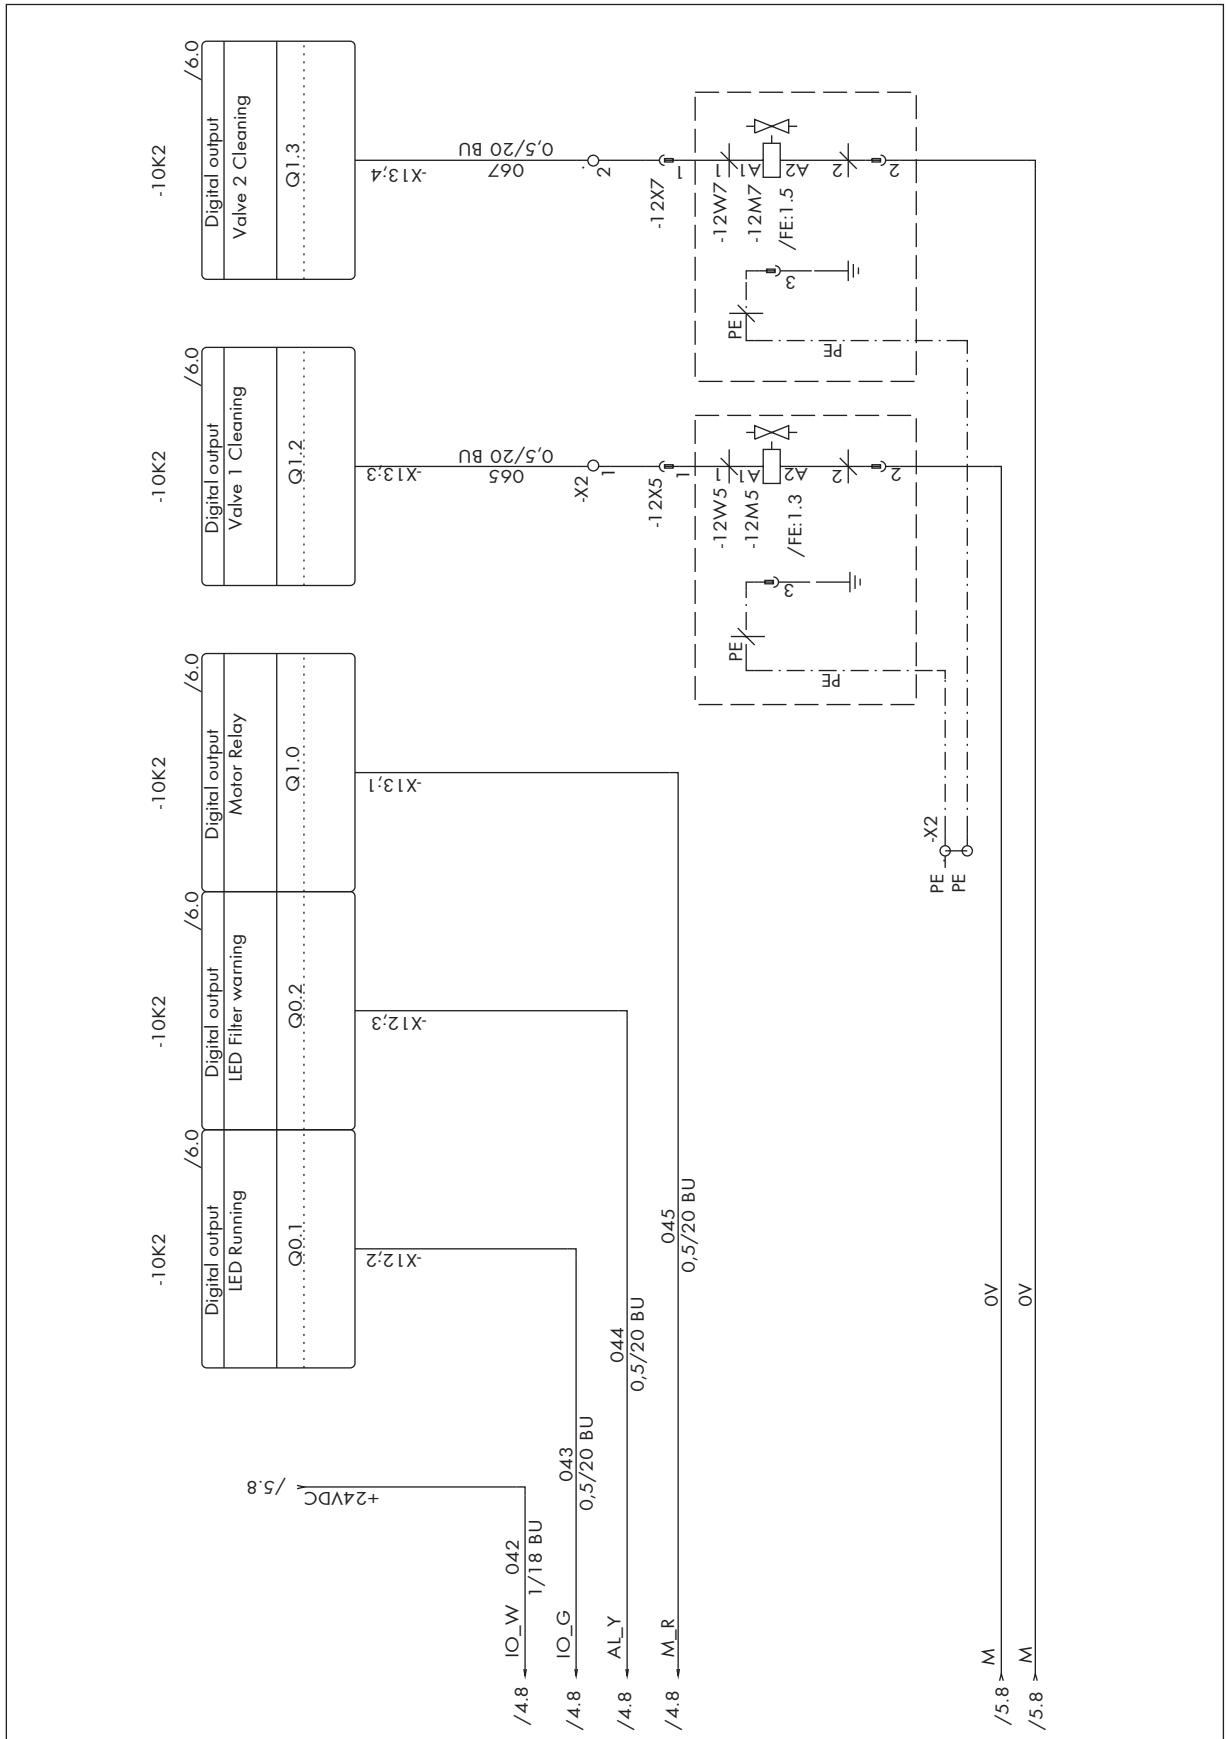 -10K2
Digital output
LED Running
/6.0
Q0.1
-X12;2
-10K2
Digital output
LED Filter warning
/6.0
Q0.2
-X12;3
-10K2
Digital output
Motor Relay
/6.0
Q1.0
-X13;1
-10K2
Digital output
Valve 1 Cleaning
/6.0
Q1.2
-X13;3
-10K2
Digital output
Valve 2 Cleaning
/6.0
Q1.3
-X13;4
/5.8
+24VDC
/4.8
IO_W
042
1/18 BU
/4.8
IO_G
043
0,5/20 BU
/4.8
AL_Y
044
0,5/20 BU
/4.8
M_R
045
0,5/20 BU
065
0,5/20 BU
-X2
1
067
0,5/20 BU
2
-12X5
1
-12X7
1
-12W5
1
-12M5
A1
A2
/FE:1.3
2
2
PE
3
PE
-12W7
1
-12M7
A1
A2
/FE:1.5
2
2
PE
3
PE
-X2
PE
PE
/5.8
M
0V
/5.8
M
0V